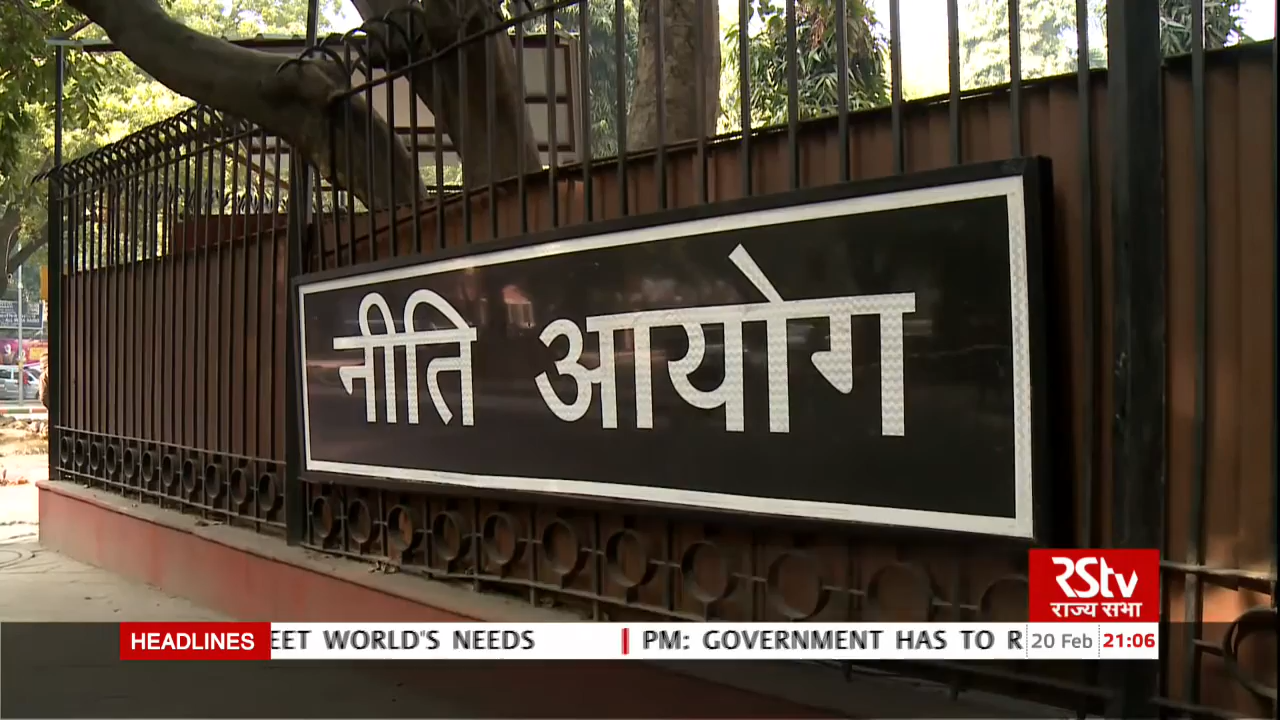 नीति आयोग
RSTV
राज्य सभा
HEADLINES EET WORLD'S NEEDS PM: GOVERNMENT HAS TO R 20 Feb 21:06